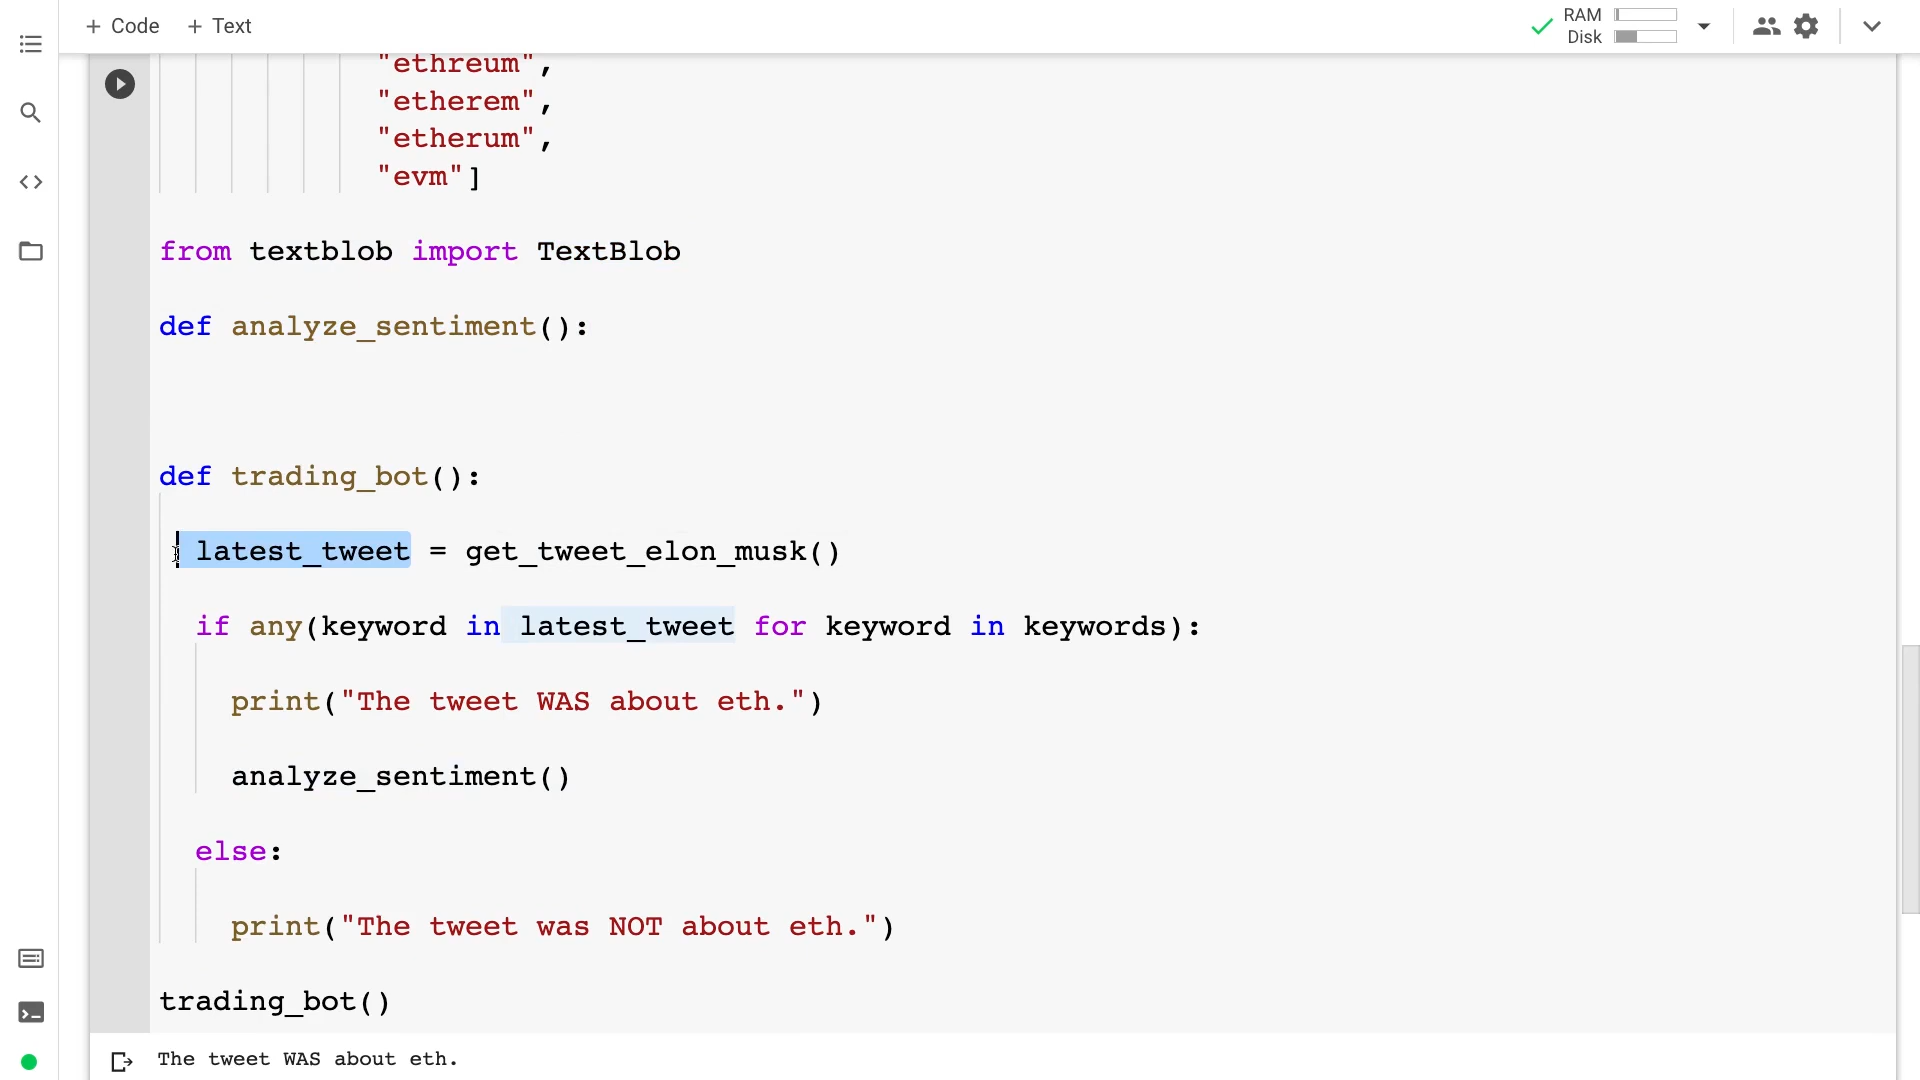 + Code + Text
RAM
Disk
"ethreum",
"etherem",
"etherum",
"evm"]
from textblob import TextBlob
def analyze_sentiment():
def trading_bot():
latest_tweet = get_tweet_elon_musk()
if any(keyword in latest_tweet for keyword in keywords):
print("The tweet WAS about eth.")
analyze_sentiment()
else:
print("The tweet was NOT about eth.")
trading_bot()
The tweet WAS about eth.